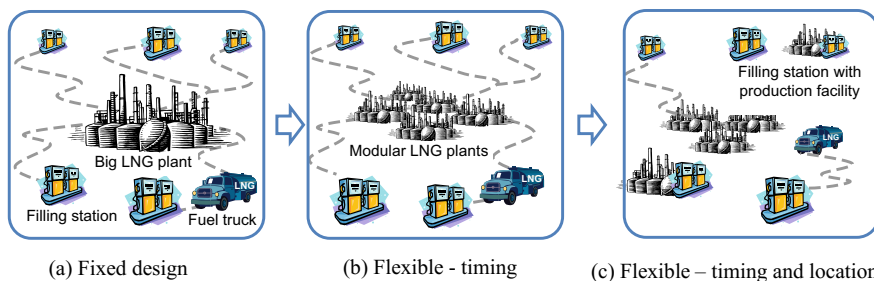 Big LNG plant
Filling station
LNG
Fuel truck
(a) Fixed design
Modular LNG plants
LNG
(b) Flexible - timing
Filling station with
production facility
LNG
(c) Flexible – timing and location